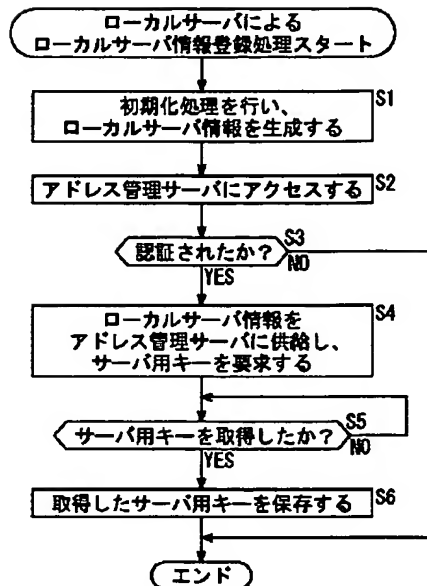 ローカルサーバによる
ローカルサーバ情報登録処理スタート
S1
初期化処理を行い、
ローカルサーバ情報を生成する
アドレス管理サーバにアクセスする
S2
認証されたか？
S3
NO
YES
ローカルサーバ情報を
アドレス管理サーバに供給し、
サーバ用キーを要求する
S4
サーバ用キーを取得したか？
S5
NO
YES
取得したサーバ用キーを保存する
S6
エンド